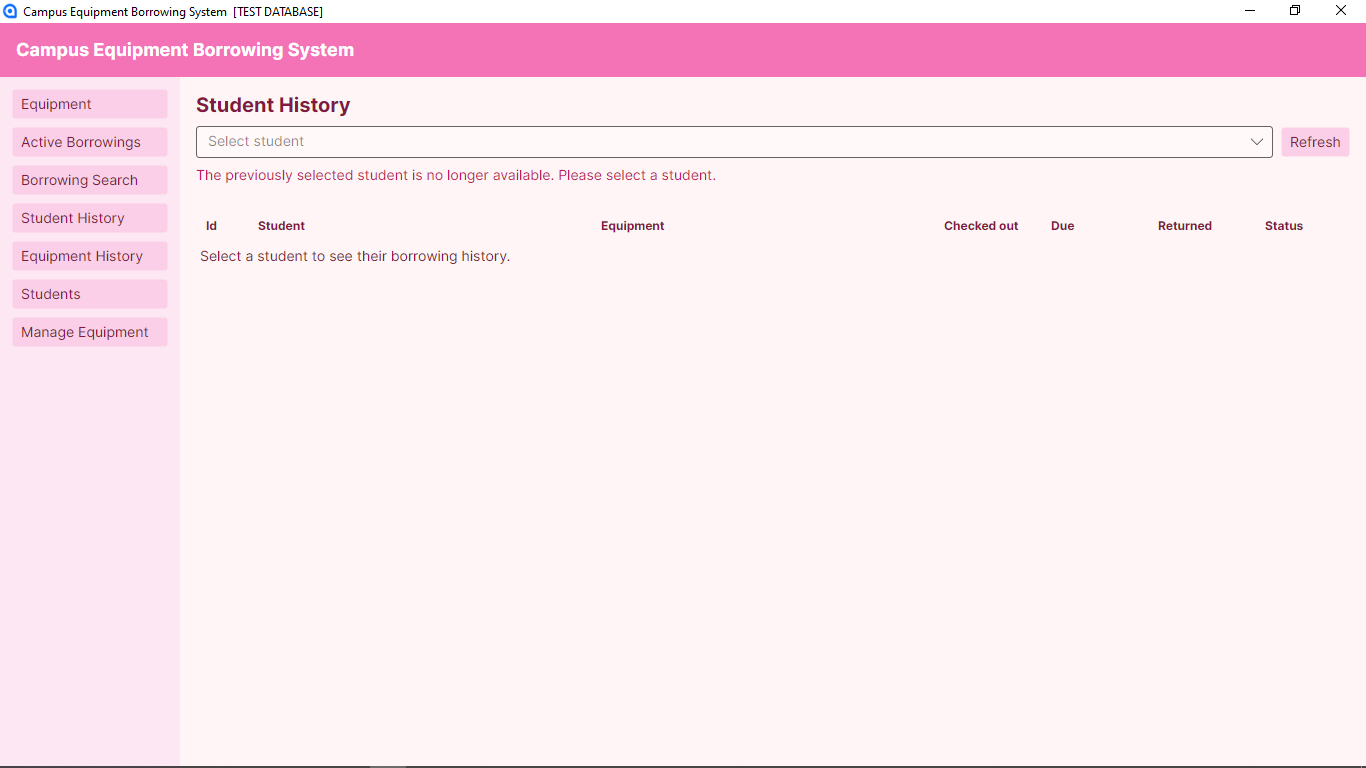 Campus Equipment Borrowing System [TEST DATABASE]
Campus Equipment Borrowing System
Equipment
Active Borrowings
Borrowing Search
Student History
Equipment History
Students
Manage Equipment
Student History
Select student
Refresh
The previously selected student is no longer available. Please select a student.
Id Student Equipment Checked out Due Returned Status
Select a student to see their borrowing history.